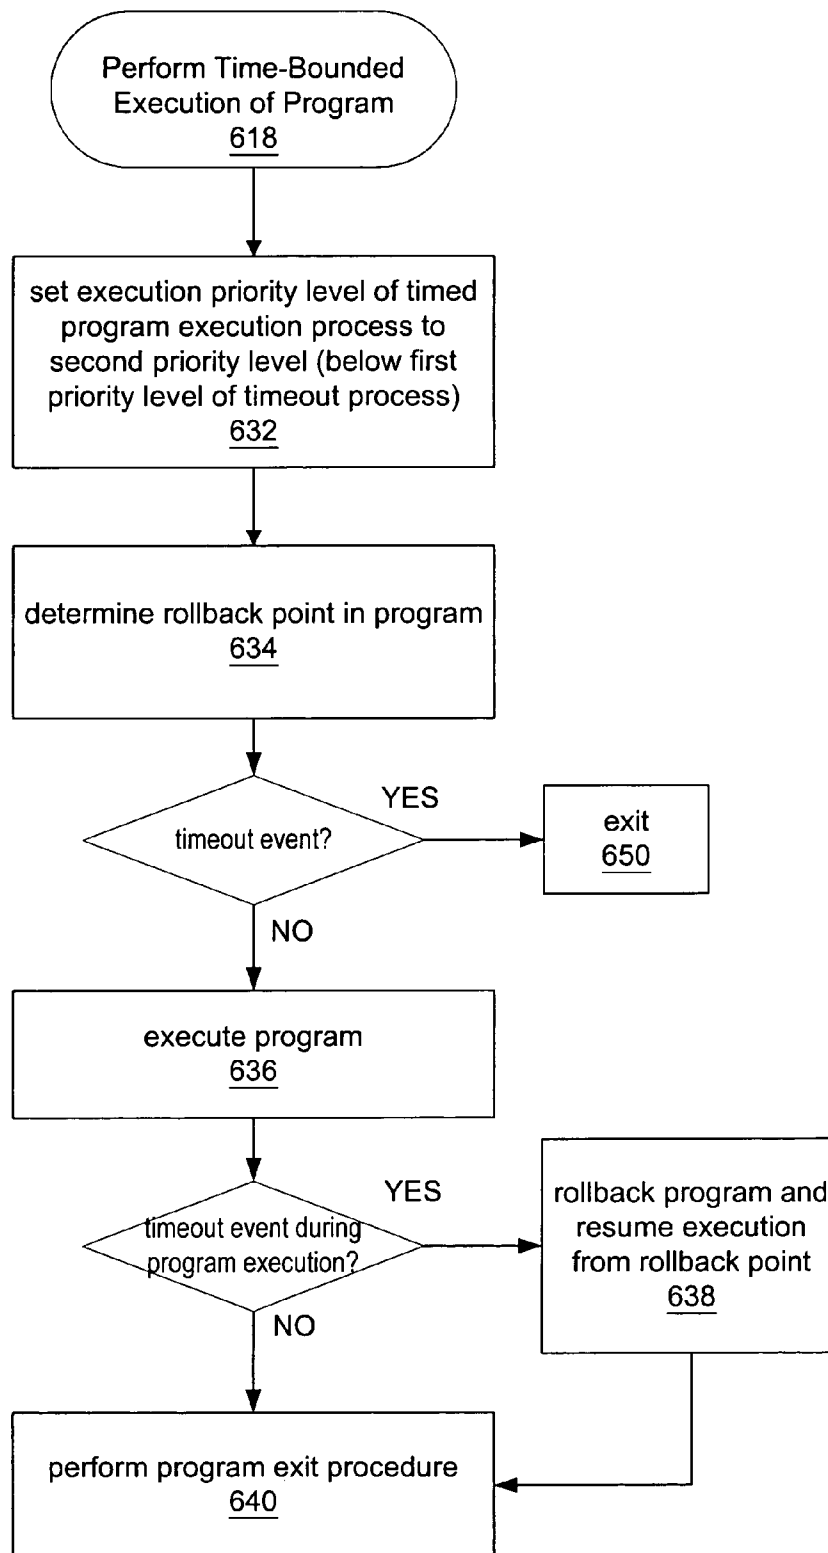 Perform Time-Bounded
Execution of Program
618
set execution priority level of timed
program execution process to
second priority level (below first
priority level of timeout process)
632
determine rollback point in program
634
timeout event?
YES
exit
650
NO
execute program
636
timeout event during
program execution?
YES
rollback program and
resume execution
from rollback point
638
NO
perform program exit procedure
640